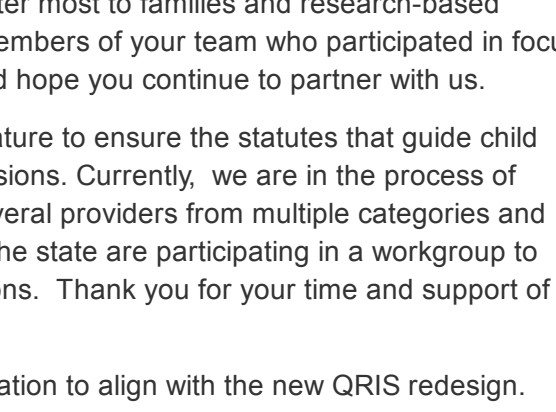 ter most to families and research-based
embers of your team who participated in focu
d hope you continue to partner with us.
ature to ensure the statutes that guide child
sions. Currently, we are in the process of
veral providers from multiple categories and
he state are participating in a workgroup to
ons. Thank you for your time and support of
ation to align with the new QRIS redesign.